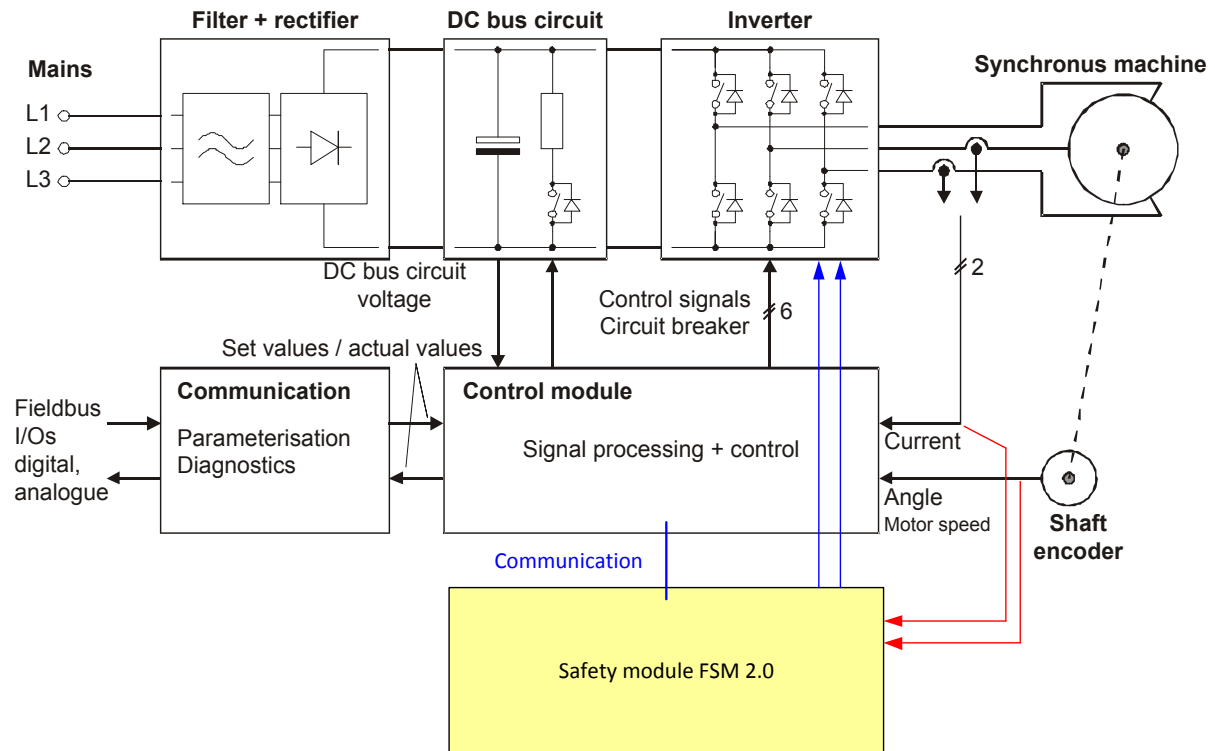 Filter + rectifier
DC bus circuit
Inverter
Mains
Synchronus machine
L1
L2
L3
DC bus circuit
voltage
Control signals
Circuit breaker
6
2
Set values / actual values
Communication
Parameterisation
Diagnostics
Control module
Signal processing + control
Fieldbus
I/Os
digital,
analogue
Current
Angle
Motor speed
Shaft
encoder
Communication
Safety module FSM 2.0